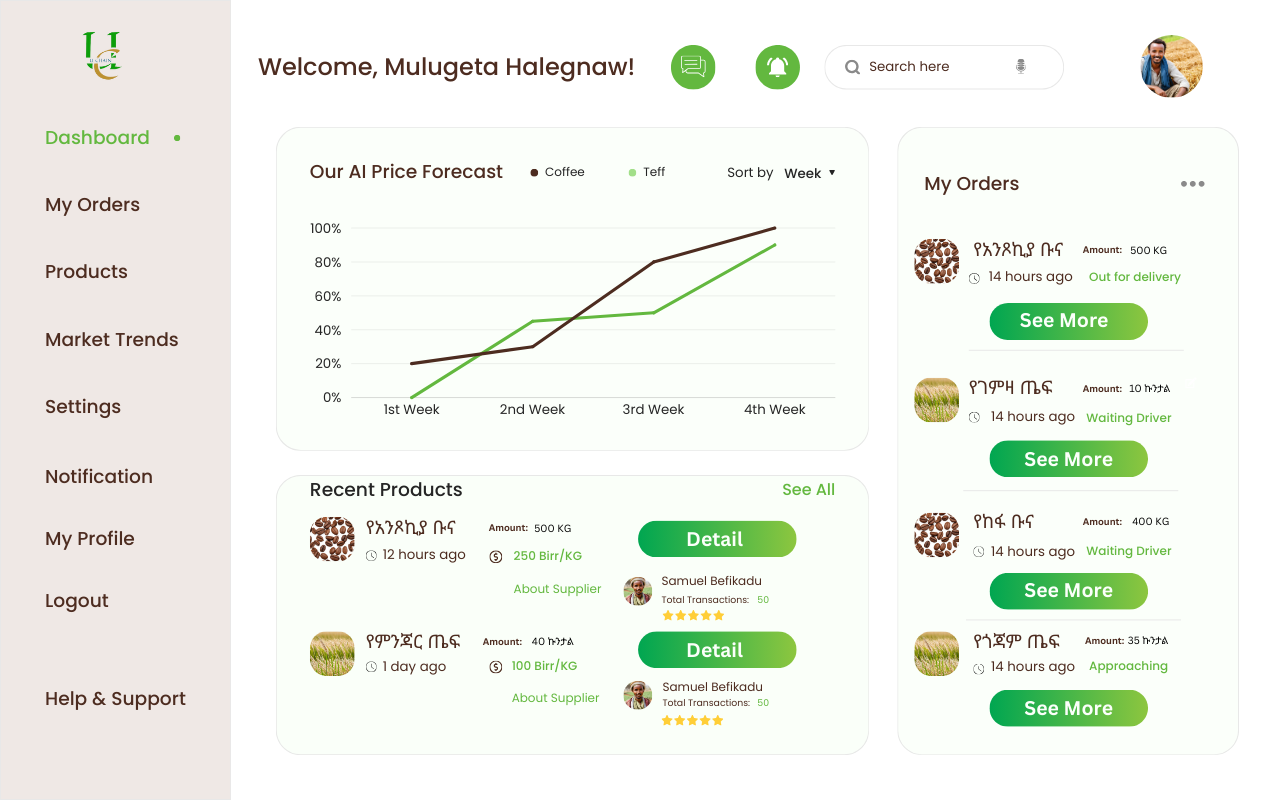 U CHAIN
Welcome, Mulugeta Halegnaw!
Search here
Dashboard
My Orders
Products
Market Trends
Settings
Notification
My Profile
Logout
Help & Support
Our AI Price Forecast
Coffee
Teff
Sort by Week
100%
80%
60%
40%
20%
0%
1st Week 2nd Week 3rd Week 4th Week
Recent Products
See All
የአንጾኪያ ቡና
Amount: 500 KG
Detail
12 hours ago
250 Birr/KG
About Supplier
Samuel Befikadu
Total Transactions: 50
የምንጃር ጤፍ
Amount: 40 ኩንታል
Detail
1 day ago
100 Birr/KG
About Supplier
Samuel Befikadu
Total Transactions: 50
My Orders
የአንጾኪያ ቡና
Amount: 500 KG
14 hours ago
Out for delivery
See More
የገምዛ ጤፍ
Amount: 10 ኩንታል
14 hours ago
Waiting Driver
See More
የከፋ ቡና
Amount: 400 KG
14 hours ago
Waiting Driver
See More
የጎጃም ጤፍ
Amount: 35 ኩንታል
14 hours ago
Approaching
See More